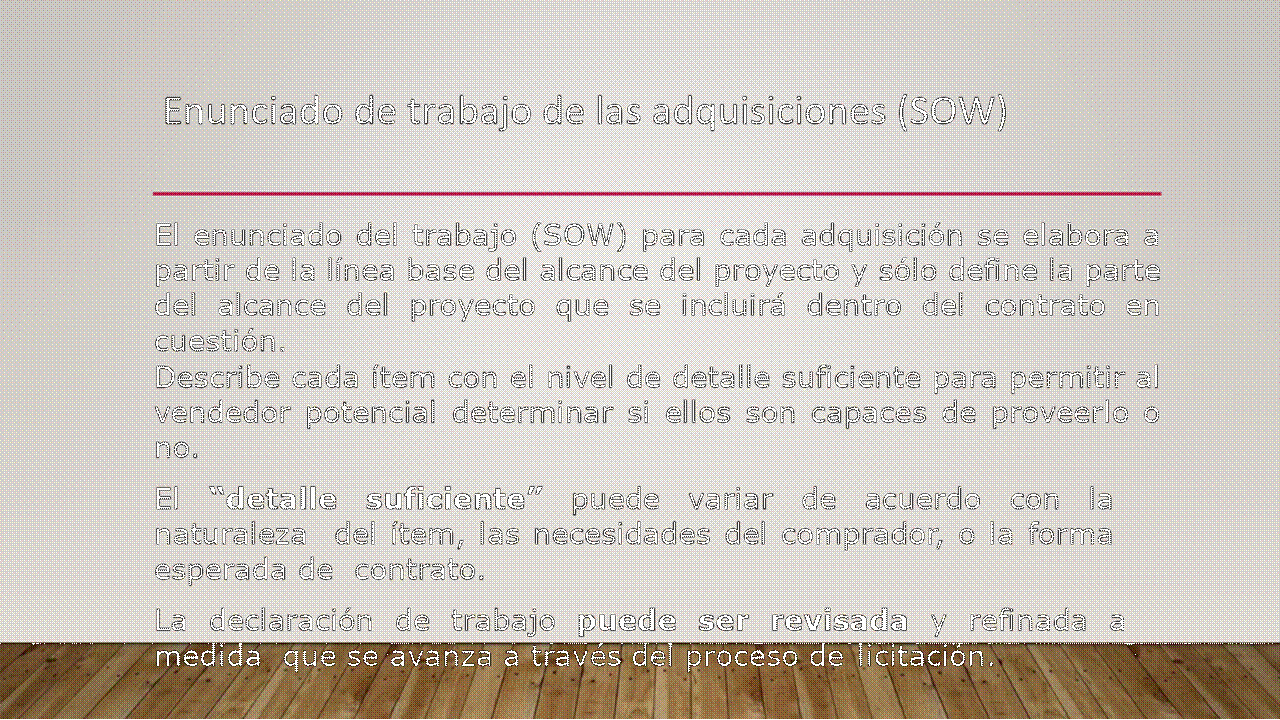 Enunciado de trabajo de las adquisiciones (SOW)
El enunciado del trabajo (SOW) para cada adquisición se elabora a
partir de la línea base del alcance del proyecto y sólo define la parte
del alcance del proyecto que se incluirá dentro del contrato en
cuestión.
Describe cada ítem con el nivel de detalle suficiente para permitir al
vendedor potencial determinar si ellos son capaces de proveerlo o
no.
El “detalle suficiente” puede variar de acuerdo con la
naturaleza del ítem, las necesidades del comprador, o la forma
esperada de contrato.
La declaración de trabajo puede ser revisada y refinada a
medida que se avanza a través del proceso de licitación.